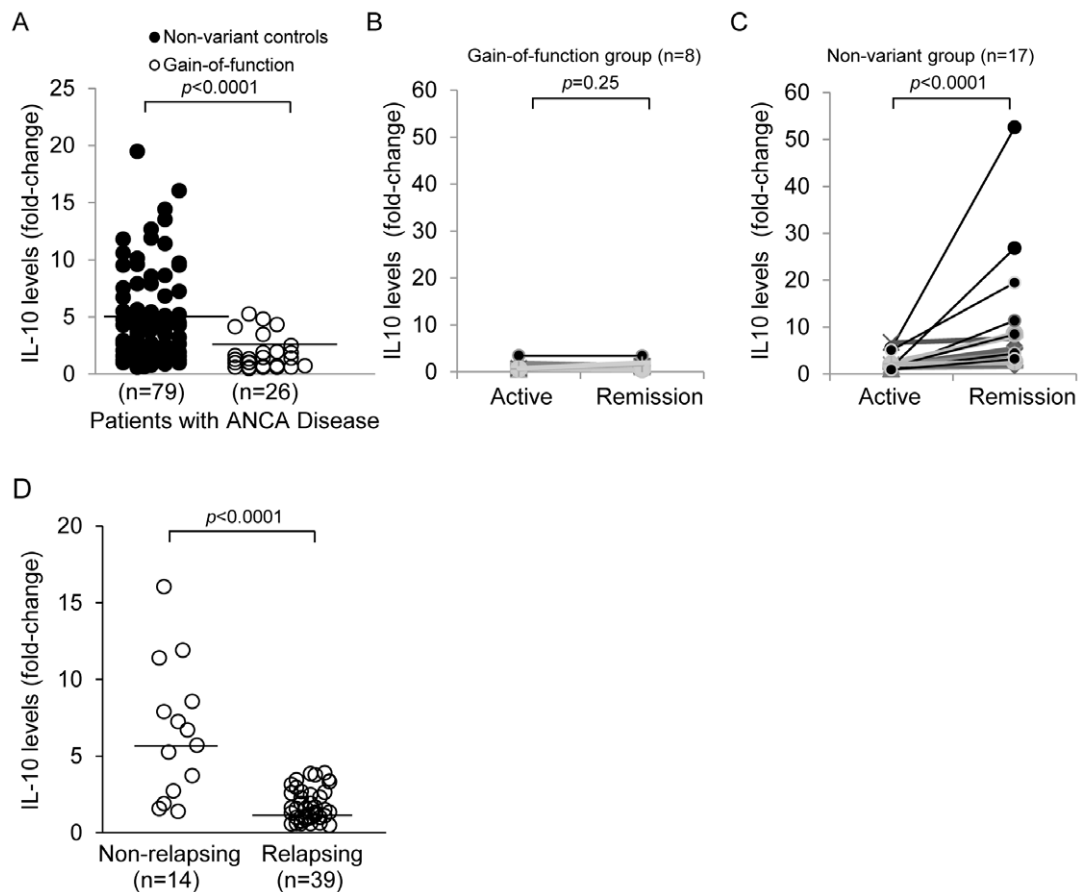 A
● Non-variant controls
○ Gain-of-function
p<0.0001
IL-10 levels (fold-change)
25
20
15
10
5
0
(n=79)
(n=26)
Patients with ANCA Disease
B
Gain-of-function group (n=8)
p=0.25
IL10 levels (fold-change)
60
50
40
30
20
10
0
Active
Remission
C
Non-variant group (n=17)
p<0.0001
IL10 levels (fold-change)
60
50
40
30
20
10
0
Active
Remission
D
p<0.0001
IL-10 levels (fold-change)
20
15
10
5
0
Non-relapsing
(n=14)
Relapsing
(n=39)